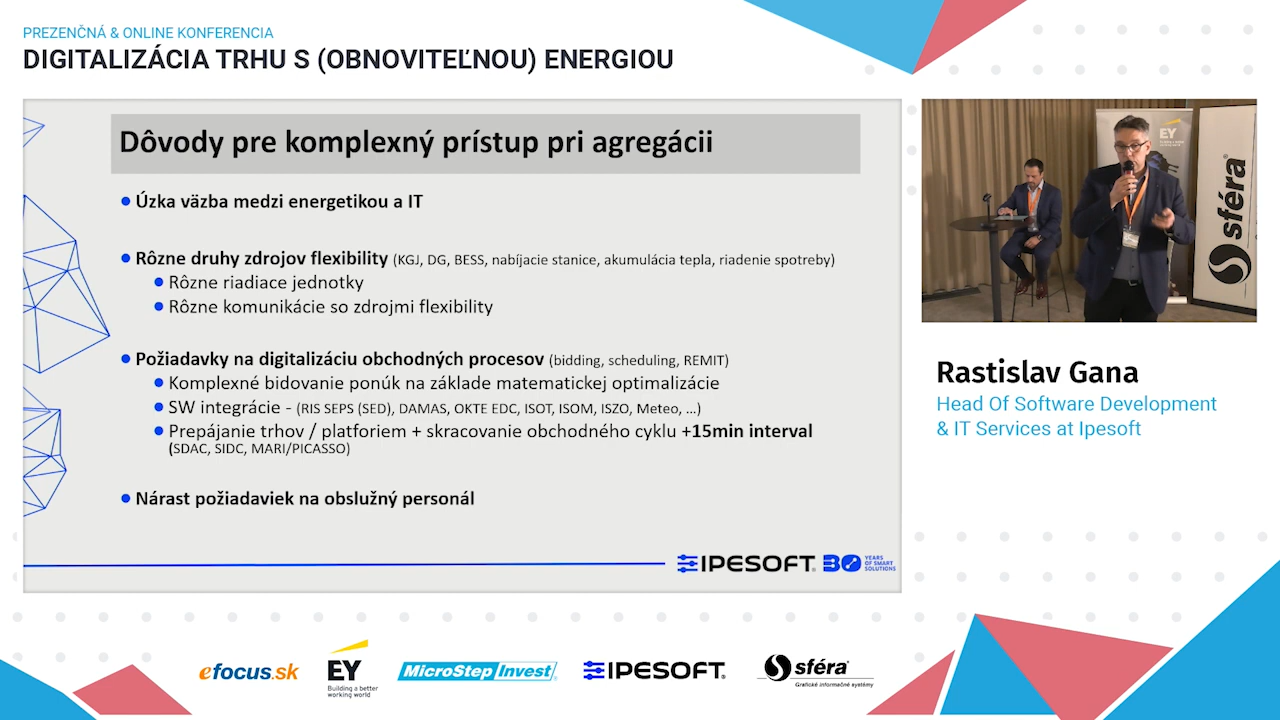 PREZENČNÁ & ONLINE KONFERENCIA
DIGITALIZÁCIA TRHU S (OBNOVITEĽNOU) ENERGIOU
Dôvody pre komplexný prístup pri agregácii
Úzka väzba medzi energetikou a IT
Rôzne druhy zdrojov flexibility (KGJ, DG, BESS, nabíjacie stanice, akumulácia tepla, riadenie spotreby)
Rôzne riadiace jednotky
Rôzne komunikácie so zdrojmi flexibility
Požiadavky na digitalizáciu obchodných procesov (bidding, scheduling, REMIT)
Komplexné bidovanie ponúk na základe matematickej optimalizácie
SW integrácie - (RIS SEPS (SED), DAMAS, OKTE EDC, ISOT, ISOM, ISZO, Meteo, ...)
Prepájanie trhov / platforiem + skracovanie obchodného cyklu +15min interval
(SDAC, SIDC, MARI/PICASSO)
Nárast požiadaviek na obslužný personál
IPESOFT® 30 YEARS OF SMART SOLUTIONS
EY
sféra
Rastislav Gana
Head Of Software Development
& IT Services at Ipesoft
efocus.sk
EY
Building a better
working world
MicroStep Invest
IPESOFT®
sféra®
Grafické informačné systémy